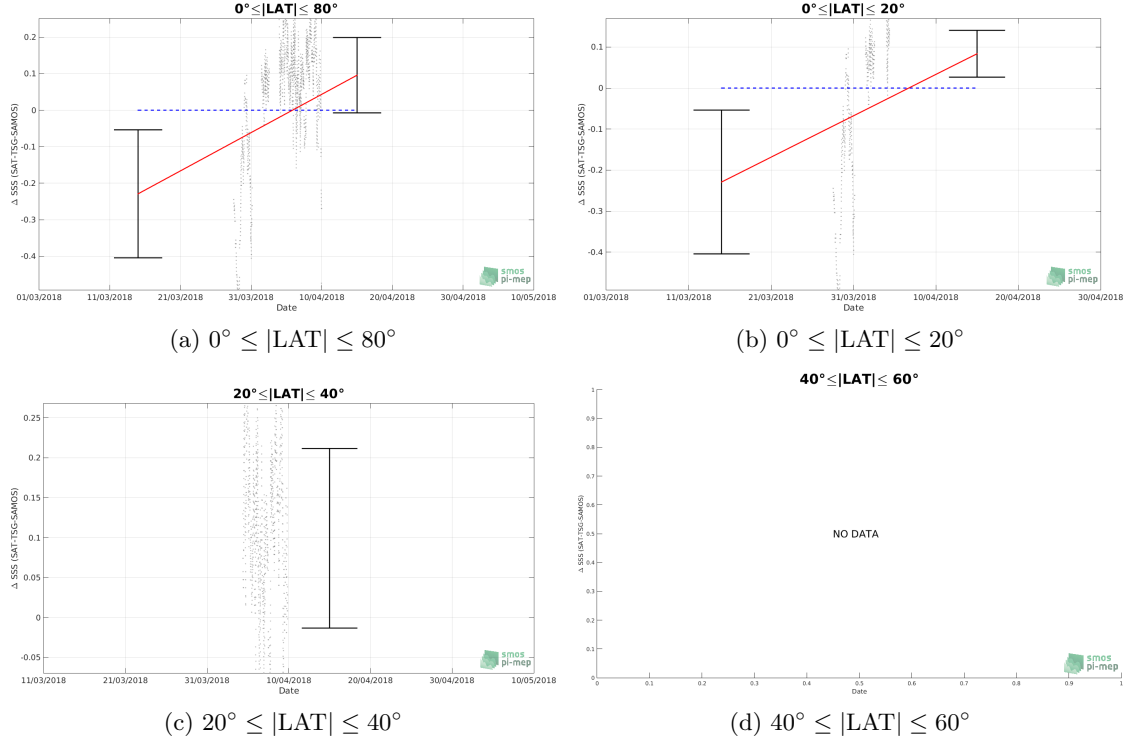 0°≤|LAT|≤ 80°
Δ SSS (SAT-TSG-SAMOS)
0.2
0.1
0
-0.1
-0.2
-0.3
-0.4
01/03/2018 11/03/2018 21/03/2018 31/03/2018 10/04/2018 20/04/2018 30/04/2018 10/05/2018
Date
smos
pi-mep
(a) 0° ≤ |LAT| ≤ 80°
0°≤|LAT|≤ 20°
Δ SSS (SAT-TSG-SAMOS)
0.1
0
-0.1
-0.2
-0.3
-0.4
01/03/2018 11/03/2018 21/03/2018 31/03/2018 10/04/2018 20/04/2018 30/04/2018
Date
smos
pi-mep
(b) 0° ≤ |LAT| ≤ 20°
20°≤|LAT|≤ 40°
Δ SSS (SAT-TSG-SAMOS)
0.25
0.2
0.15
0.1
0.05
0
-0.05
11/03/2018 21/03/2018 31/03/2018 10/04/2018 20/04/2018 30/04/2018 10/05/2018
Date
smos
pi-mep
(c) 20° ≤ |LAT| ≤ 40°
40°≤|LAT|≤ 60°
Δ SSS (SAT-TSG-SAMOS)
1
0.9
0.8
0.7
0.6
0.5
0.4
0.3
0.2
0.1
0
NO DATA
0 0.1 0.2 0.3 0.4 0.5 0.6 0.7 0.8 0.9 1
Date
smos
pi-mep
(d) 40° ≤ |LAT| ≤ 60°